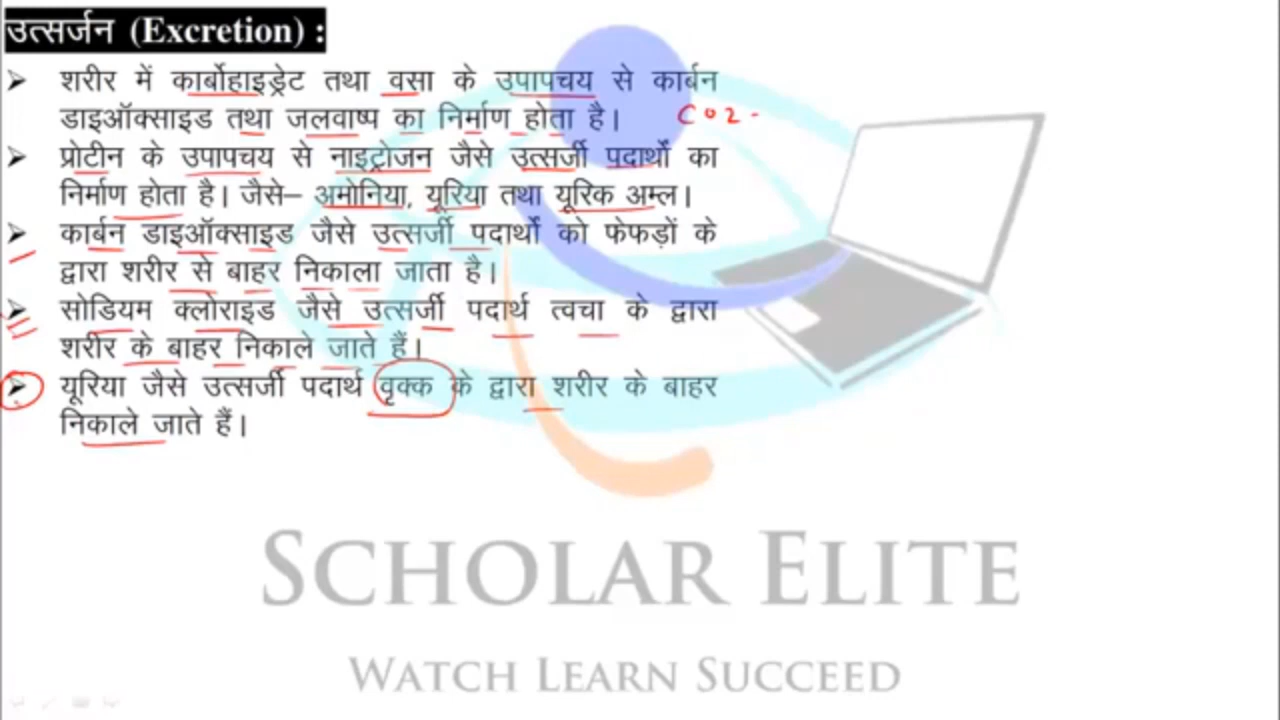 उत्सर्जन (Excretion) :
➢ शरीर में कार्बोहाइड्रेट तथा वसा के उपापचय से कार्बन
डाइऑक्साइड तथा जलवाष्प का निर्माण होता है। CO2 -
➢ प्रोटीन के उपापचय से नाइट्रोजन जैसे उत्सर्जी पदार्थों का
निर्माण होता है। जैसे– अमोनिया, यूरिया तथा यूरिक अम्ल।
➢ कार्बन डाइऑक्साइड जैसे उत्सर्जी पदार्थों को फेफड़ों के
द्वारा शरीर से बाहर निकाला जाता है।
➢ सोडियम क्लोराइड जैसे उत्सर्जी पदार्थ त्वचा के द्वारा
शरीर के बाहर निकाले जाते हैं।
➢ यूरिया जैसे उत्सर्जी पदार्थ वृक्क के द्वारा शरीर के बाहर
निकाले जाते हैं।
SCHOLAR ELITE
WATCH LEARN SUCCEED